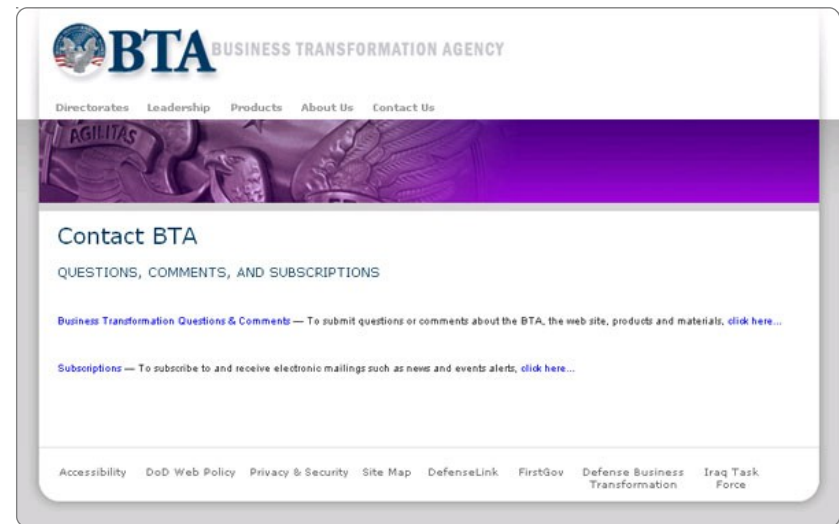 BTA BUSINESS TRANSFORMATION AGENCY
Directorates Leadership Products About Us Contact Us
AGILITAS
Contact BTA
QUESTIONS, COMMENTS, AND SUBSCRIPTIONS
Business Transformation Questions & Comments — To submit questions or comments about the BTA, the web site, products and materials, click here...
Subscriptions — To subscribe to and receive electronic mailings such as news and events alerts, click here...
Accessibility DoD Web Policy Privacy & Security Site Map DefenseLink FirstGov Defense Business Transformation Iraq Task Force